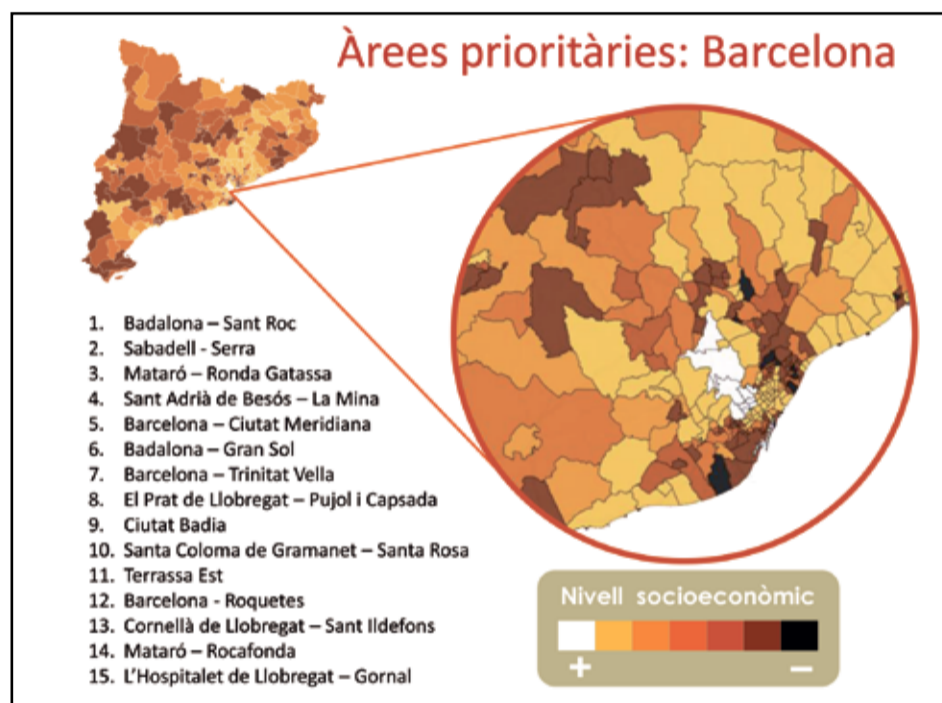 Àrees prioritàries: Barcelona
1. Badalona – Sant Roc
2. Sabadell - Serra
3. Mataró – Ronda Gatassa
4. Sant Adrià de Besós – La Mina
5. Barcelona – Ciutat Meridiana
6. Badalona – Gran Sol
7. Barcelona – Trinitat Vella
8. El Prat de Llobregat – Pujol i Capsada
9. Ciutat Badia
10. Santa Coloma de Gramanet – Santa Rosa
11. Terrassa Est
12. Barcelona - Roquetes
13. Cornellà de Llobregat – Sant Ildefons
14. Mataró – Rocafonda
15. L'Hospitalet de Llobregat – Gornal
Nivell socioeconòmic
+ –